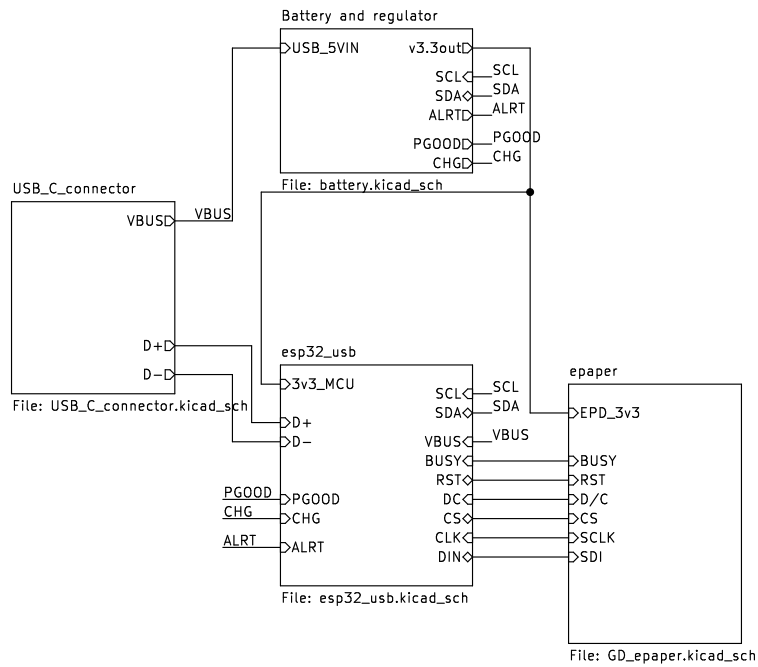 Battery and regulator
USB_5VIN
v3.3out
SCL
SCL
SDA
SDA
ALRT
ALRT
PGOOD
PGOOD
CHG
CHG
File: battery.kicad_sch
USB_C_connector
VBUS
VBUS
D+
D-
File: USB_C_connector.kicad_sch
esp32_usb
3v3_MCU
SCL
SCL
SDA
SDA
D+
D-
VBUS
VBUS
BUSY
RST
PGOOD
PGOOD
DC
CHG
CHG
CS
CLK
ALRT
ALRT
DIN
File: esp32_usb.kicad_sch
epaper
EPD_3v3
BUSY
RST
D/C
CS
SCLK
SDI
File: GD_epaper.kicad_sch